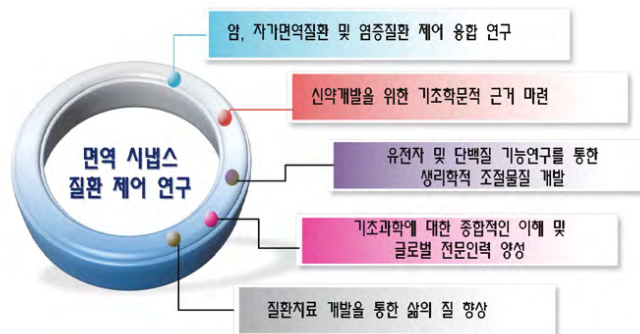 암, 자가면역질환 및 염증질환 제어 융합 연구
신약개발을 위한 기초학문적 근거 마련
면역 시냅스
질환 제어 연구
유전자 및 단백질 기능연구를 통한
생리학적 조절물질 개발
기초과학에 대한 종합적인 이해 및
글로벌 전문인력 양성
질환치료 개발을 통한 삶의 질 향상